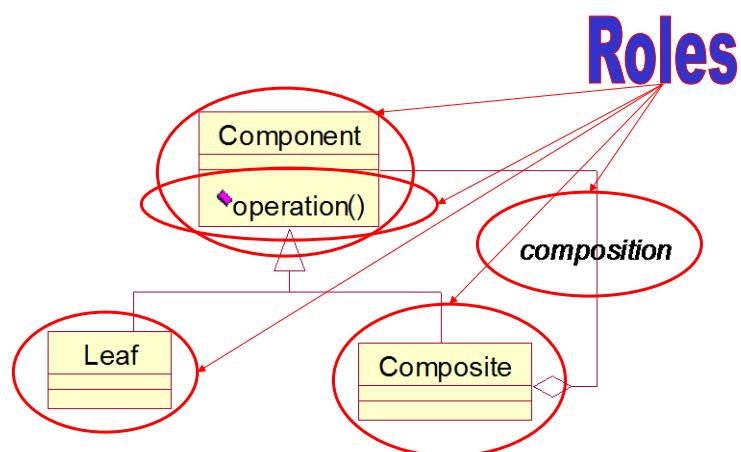 Roles
Component
operation()
composition
Leaf
Composite